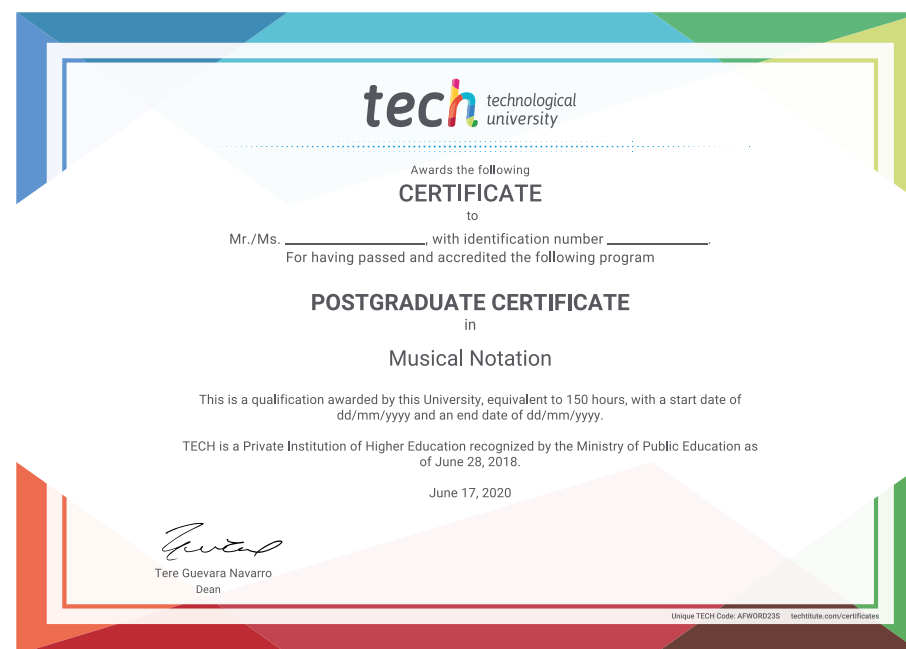 tech technological
university
Awards the following
CERTIFICATE
to
Mr./Ms. ____________________, with identification number ______________.
For having passed and accredited the following program
POSTGRADUATE CERTIFICATE
in
Musical Notation
This is a qualification awarded by this University, equivalent to 150 hours, with a start date of
dd/mm/yyyy and an end date of dd/mm/yyyy.
TECH is a Private Institution of Higher Education recognized by the Ministry of Public Education as
of June 28, 2018.
June 17, 2020
Tere Guevara Navarro
Dean
Unique TECH Code: AFWORD23S techtitute.com/certificates